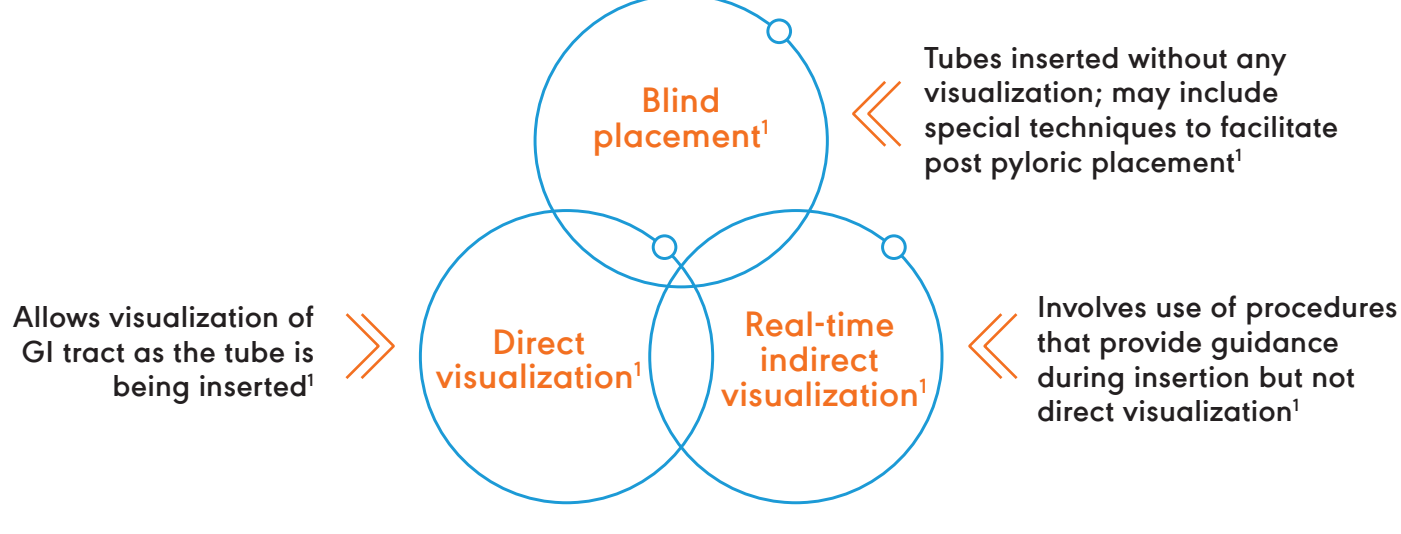 Blind
placement¹
Tubes inserted without any
visualization; may include
special techniques to facilitate
post pyloric placement¹
Allows visualization of
GI tract as the tube is
being inserted¹
Direct
visualization¹
Real-time
indirect
visualization¹
Involves use of procedures
that provide guidance
during insertion but not
direct visualization¹